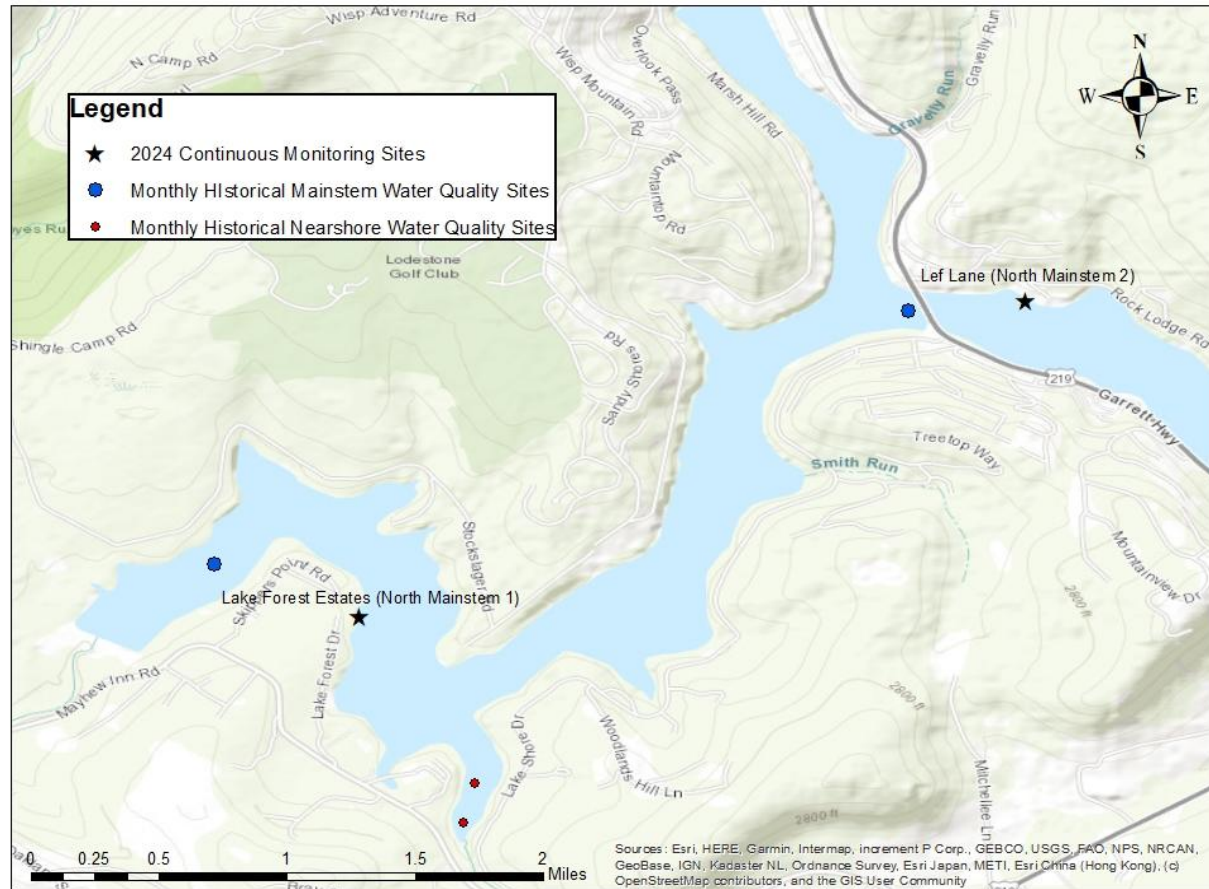 Wisp Adventure Rd
N Camp Rd
Overlook Pass
Wisp Mountain Rd
Marsh Hill Rd
Mountaintop Rd
Gravelly Run
Gravelly Run
N
W E
S
Legend
2024 Continuous Monitoring Sites
Monthly HIstorical Mainstem Water Quality Sites
Monthly Historical Nearshore Water Quality Sites
Lodestone
Golf Club
Shingle Camp Rd
Sandy Shores Rd
Lef Lane (North Mainstem 2)
Rock Lodge Rd
219
Garrett Hwy
Treetop Way
Smith Run
Mountainview Dr
Stockslager Rd
Skippers Point Rd
Lake Forest Estates (North Mainstem 1)
Lake Forest Dr
Mayhew Inn Rd
Lake Shore Dr
Woodlands Hill Ln
Mitchellee Ln
2800 ft
2800 ft
2800 ft
0 0.25 0.5 1 1.5 2
Miles
Sources: Esri, HERE, Garmin, Intermap, increment P Corp., GEBCO, USGS, FAO, NPS, NRCAN,
GeoBase, IGN, Kadaster NL, Ordnance Survey, Esri Japan, METI, Esri China (Hong Kong), (c)
OpenStreetMap contributors, and the GIS User Community